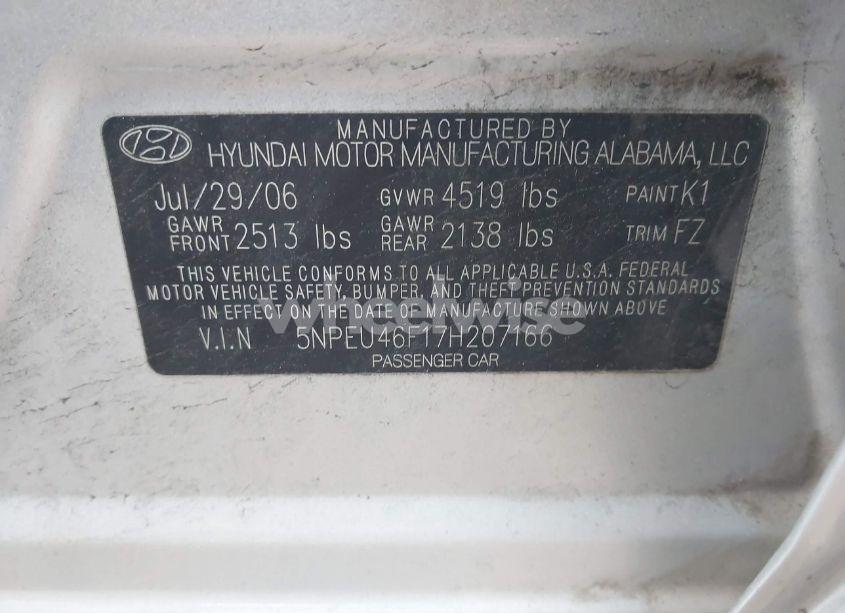 MANUFACTURED BY
HYUNDAI MOTOR MANUFACTURING ALABAMA, LLC
Jul/29/06 GVWR 4519 lbs PAINT K1
GAWR FRONT 2513 lbs GAWR REAR 2138 lbs TRIM FZ
THIS VEHICLE CONFORMS TO ALL APPLICABLE U.S.A. FEDERAL
MOTOR VEHICLE SAFETY, BUMPER, AND THEFT PREVENTION STANDARDS
IN EFFECT ON THE DATE OF MANUFACTURE SHOWN ABOVE
wheelwise
V.I.N 5NPEU46F17H207166
PASSENGER CAR